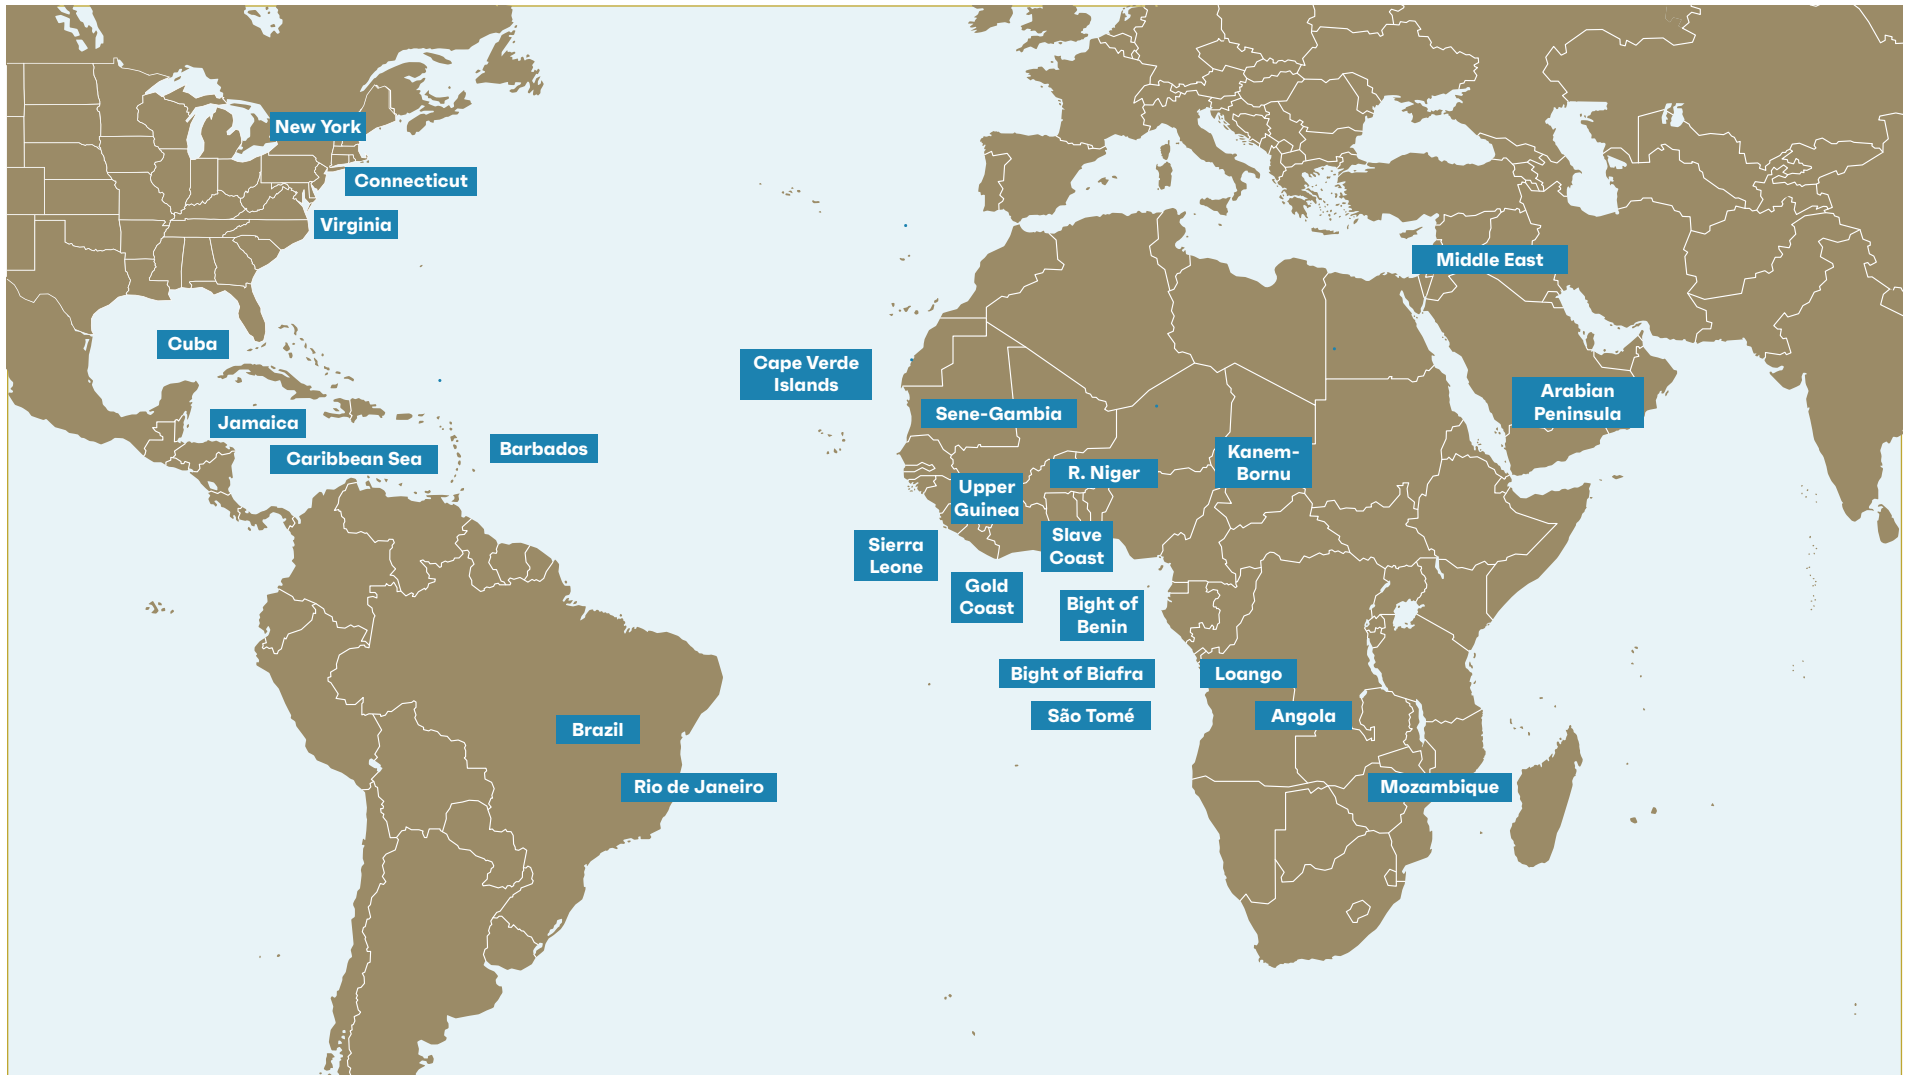 New York
Connecticut
Virginia
Middle East
Cuba
Cape Verde
Islands
Arabian
Peninsula
Sene-Gambia
Jamaica
Barbados
Caribbean Sea
Kanem-
Bornu
R. Niger
Upper
Guinea
Slave
Coast
Sierra
Leone
Gold
Coast
Bight of
Benin
Bight of Biafra
Loango
São Tomé
Angola
Brazil
Rio de Janeiro
Mozambique